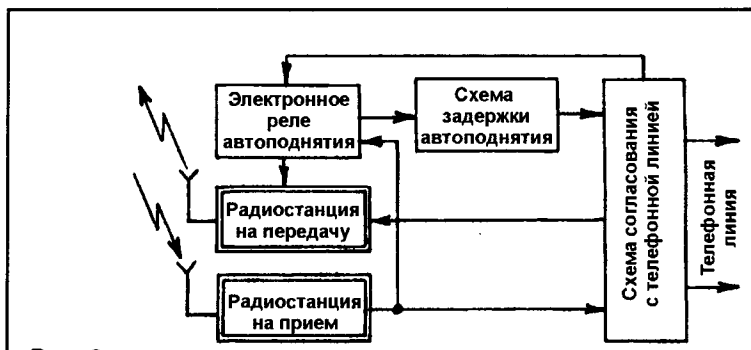 Электронное
реле
автоподнятия
Схема
задержки
автоподнятия
Радиостанция
на передачу
Радиостанция
на прием
Схема согласования
с телефонной линией
Телефонная
линия